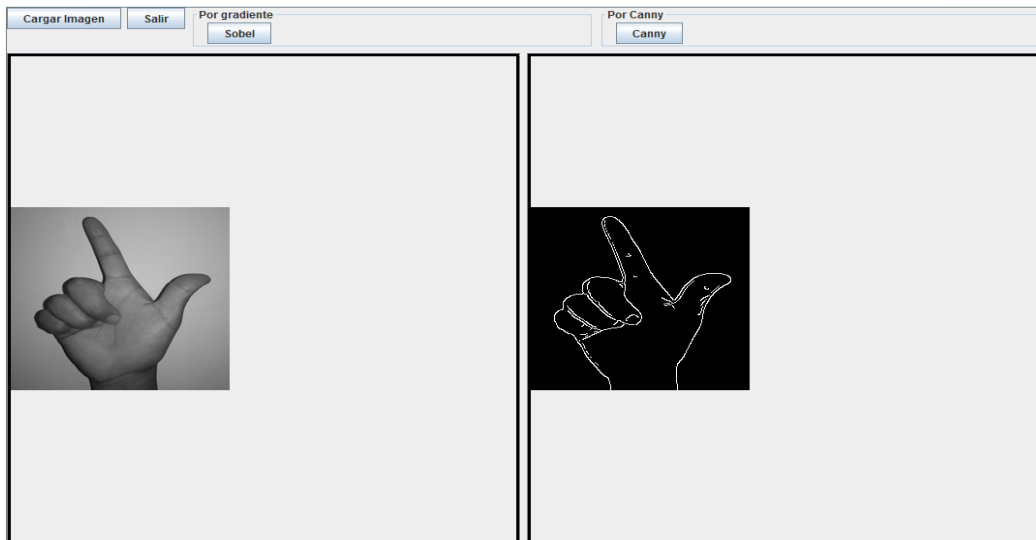 Cargar Imagen
Salir
Por gradiente
Sobel
Por Canny
Canny